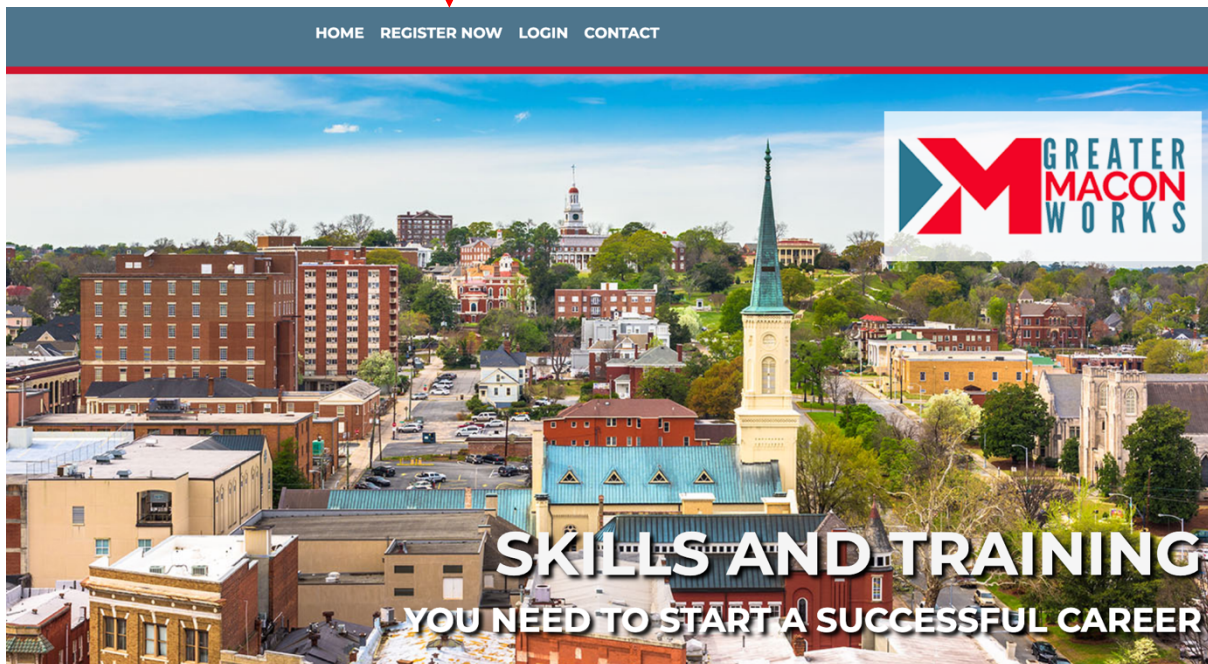 HOME REGISTER NOW LOGIN CONTACT
GREATER
MACON
WORKS
SKILLS AND TRAINING
YOU NEED TO START A SUCCESSFUL CAREER